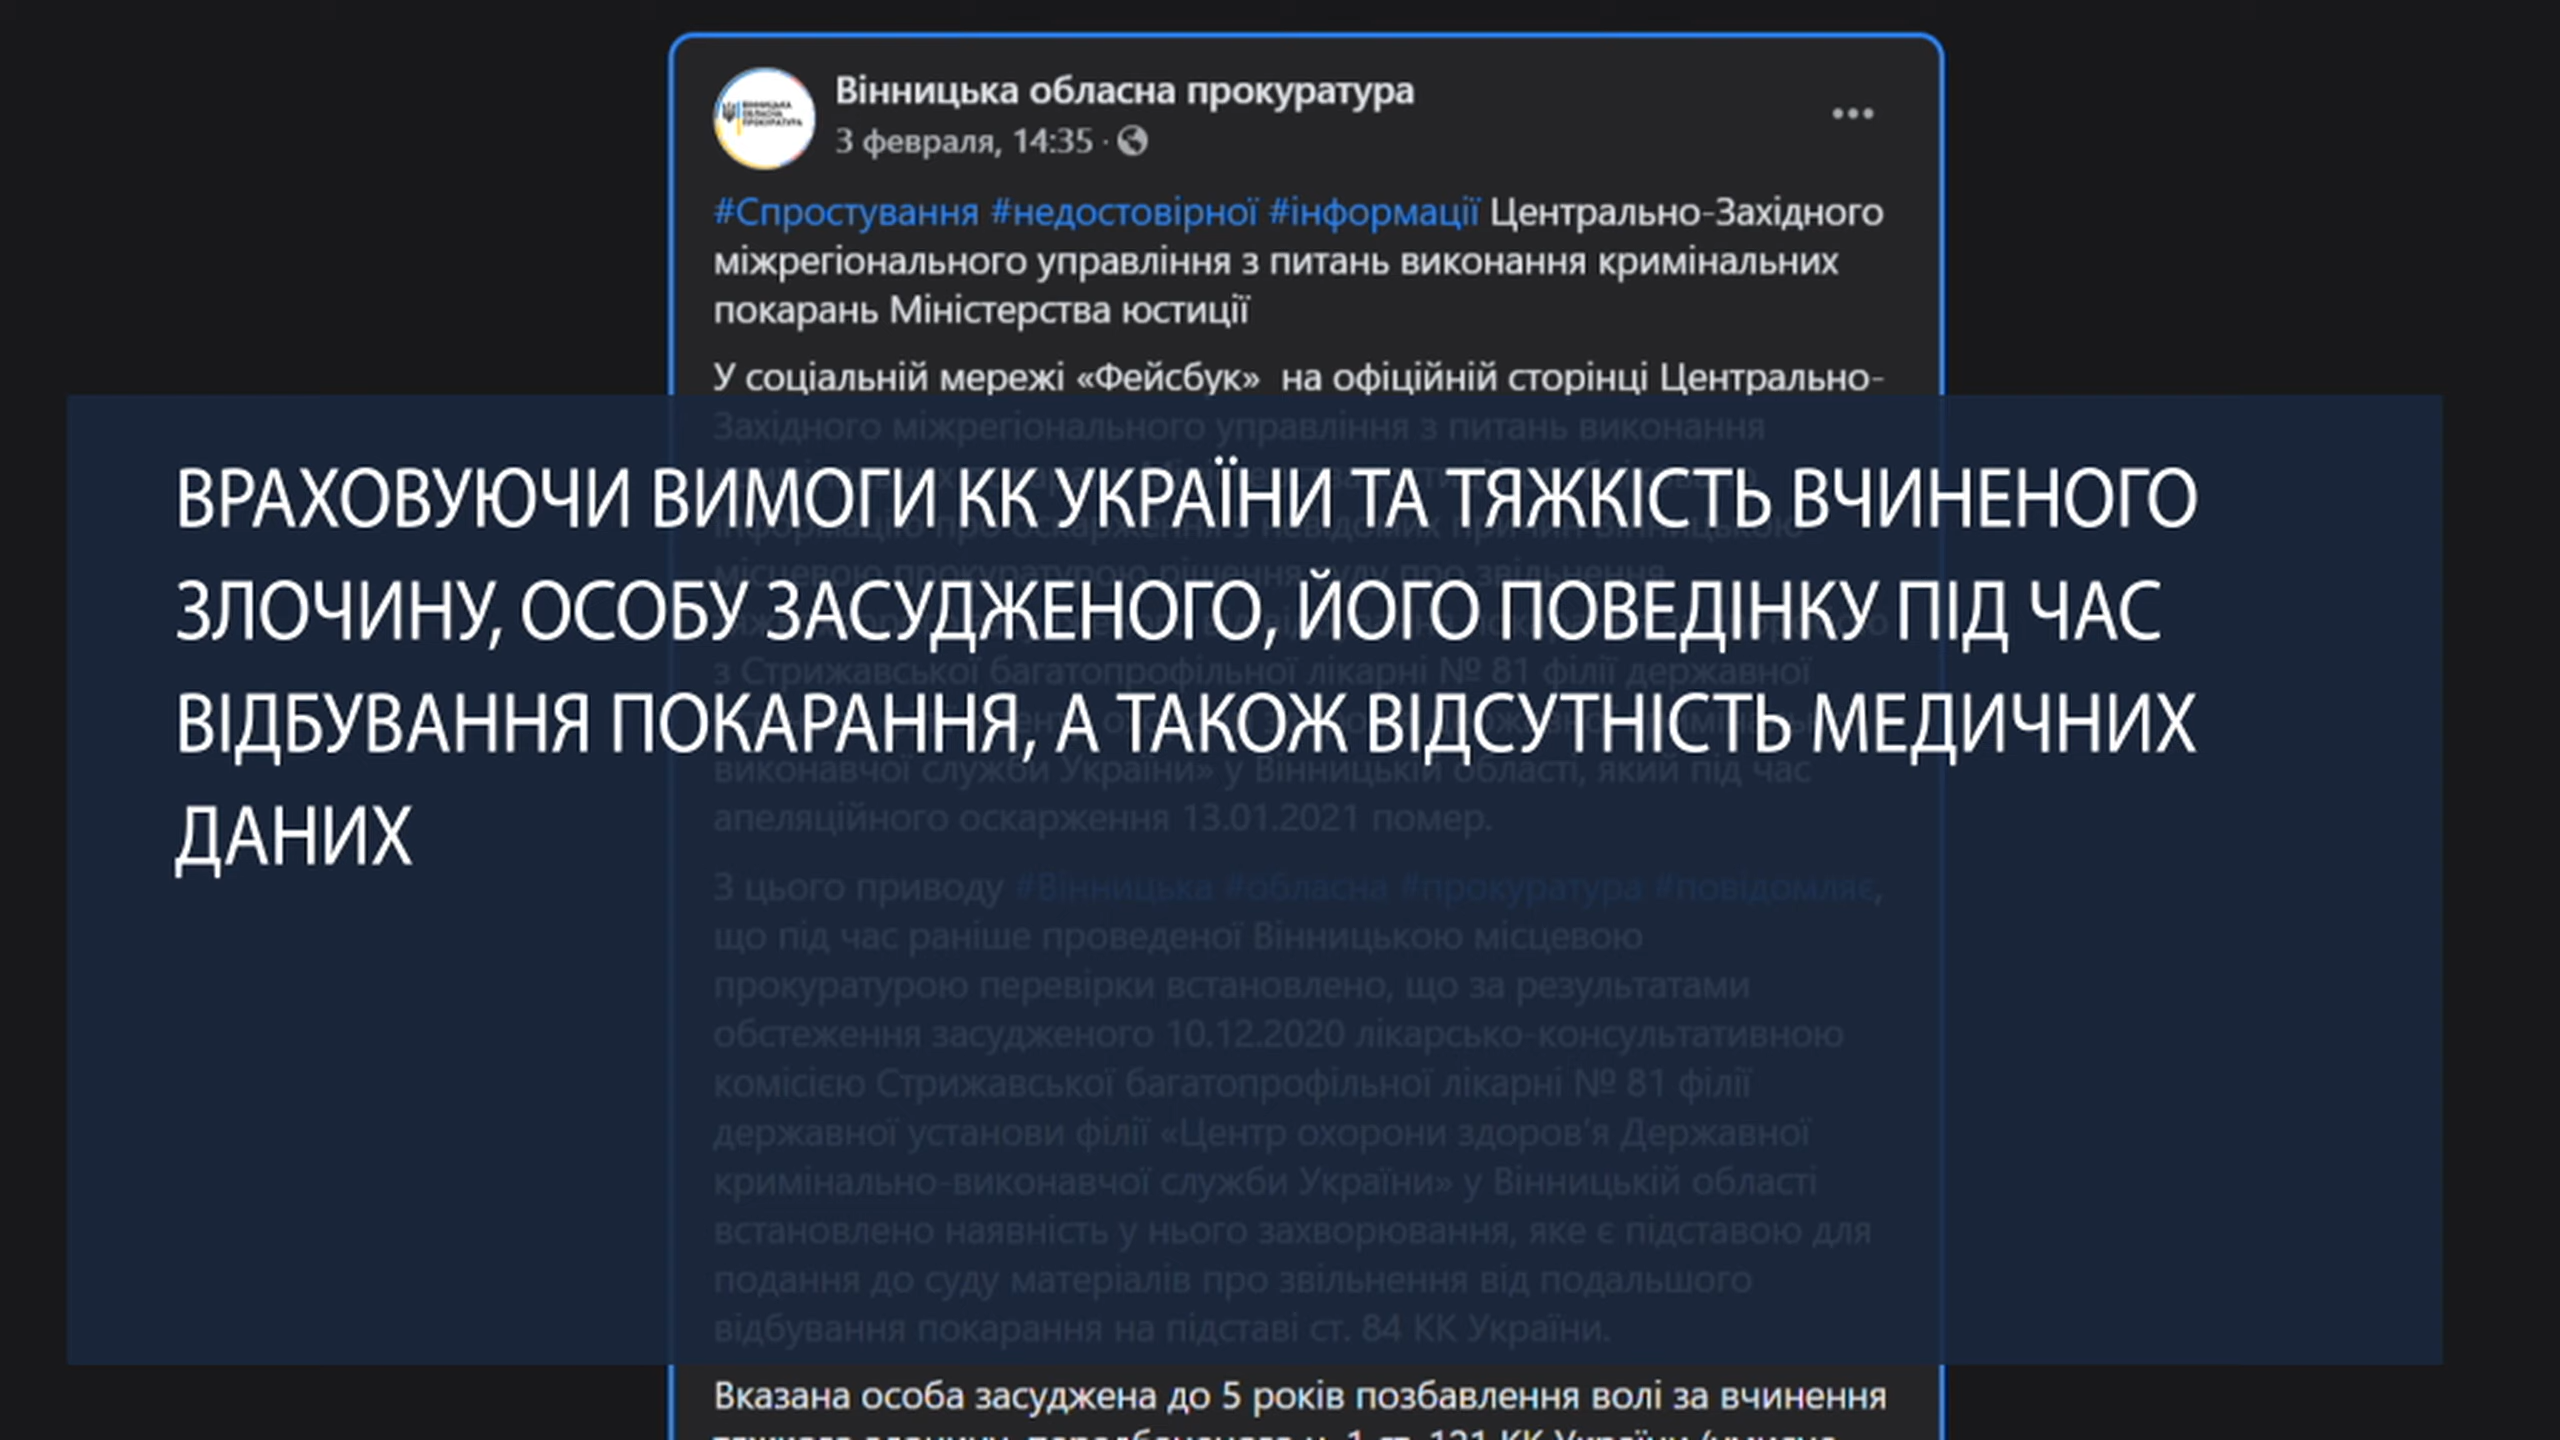 ВІННИЦЬКА
ОБЛАСНА
ПРОКУРАТУРА
Вінницька обласна прокуратура
3 февраля, 14:35 ·
#Спростування #недостовірної #інформації Центрально-Західного
міжрегіонального управління з питань виконання кримінальних
покарань Міністерства юстиції
У соціальній мережі «Фейсбук» на офіційній сторінці Центрально-
Західного міжрегіонального управління з питань виконання
ВРАХОВУЮЧИ ВИМОГИ КК УКРАЇНИ ТА ТЯЖКІСТЬ ВЧИНЕНОГО
ЗЛОЧИНУ, ОСОБУ ЗАСУДЖЕНОГО, ЙОГО ПОВЕДІНКУ ПІД ЧАС
ВІДБУВАННЯ ПОКАРАННЯ, А ТАКОЖ ВІДСУТНІСТЬ МЕДИЧНИХ
ДАНИХ
з Стрижавської багатопрофільної лікарні № 81 філії державної
виконавчої служби України» у Вінницькій області, який під час
апеляційного оскарження 13.01.2021 помер.
З цього приводу #Вінницька #обласна #прокуратура #повідомляє,
що під час раніше проведеної Вінницькою місцевою
прокуратурою перевірки встановлено, що за результатами
обстеження засудженого 10.12.2020 лікарсько-консультативною
комісією Стрижавської багатопрофільної лікарні № 81 філії
державної установи філії «Центр охорони здоров'я Державної
кримінально-виконавчої служби України» у Вінницькій області
встановлено наявність у нього захворювання, яке є підставою для
подання до суду матеріалів про звільнення від подальшого
відбування покарання на підставі ст. 84 КК України.
Вказана особа засуджена до 5 років позбавлення волі за вчинення